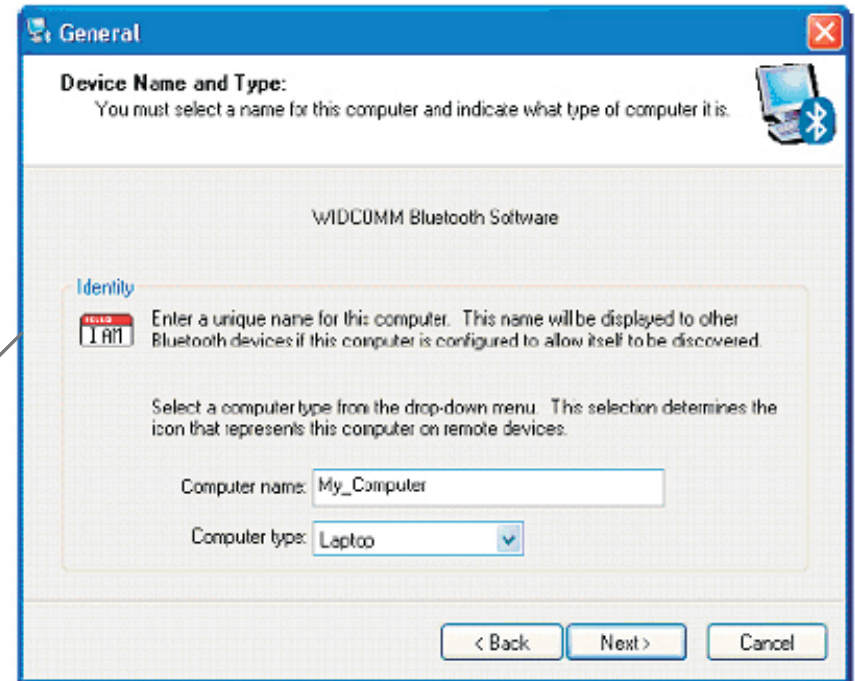 General
Device Name and Type:
You must select a name for this computer and indicate what type of computer it is.
WIDCOMM Bluetooth Software
Identity
HELLO
I AM
Enter a unique name for this computer. This name will be displayed to other
Bluetooth devices if this computer is configured to allow itself to be discovered.
Select a computer type from the drop-down menu. This selection determines the
icon that represents this computer on remote devices.
Computer name: My_Computer
Computer type: Laptop
< Back Next > Cancel